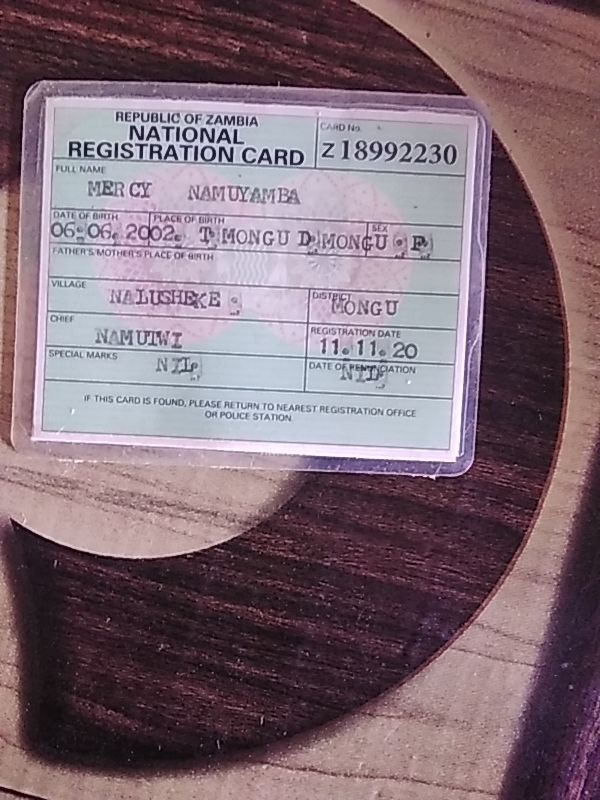 REPUBLIC OF ZAMBIA
NATIONAL
REGISTRATION CARD
CARD No.
Z18992230
FULL NAME
MERCY NAMUYAMBA
DATE OF BIRTH PLACE OF BIRTH SEX
06.06.2002. T MONGU D MONGU . F
FATHER'S/MOTHER'S PLACE OF BIRTH
VILLAGE
NALUSHEKE .
DISTRICT
MONGU
CHIEF
NAMUIWI
REGISTRATION DATE
11.11.20
SPECIAL MARKS
NIL
DATE OF RENUNCIATION
NIL
IF THIS CARD IS FOUND, PLEASE RETURN TO NEAREST REGISTRATION OFFICE
OR POLICE STATION.